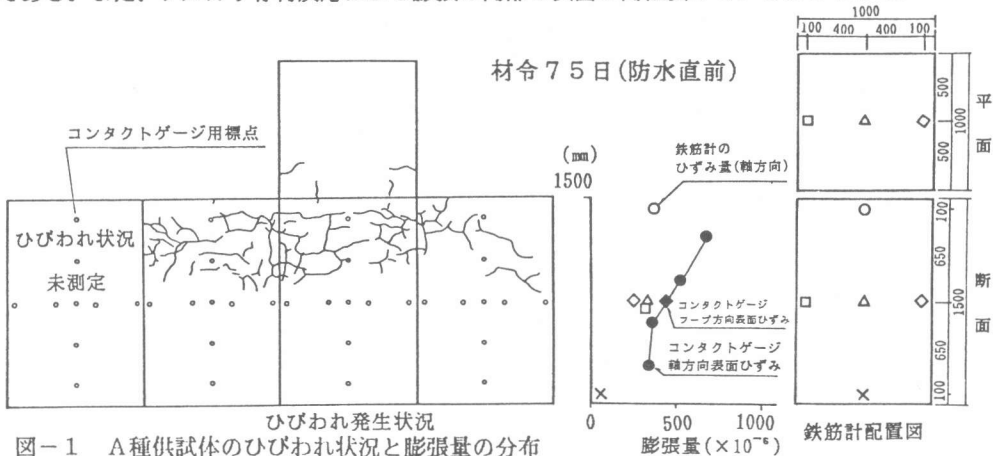 材令７５日(防水直前)
コンタクトゲージ用標点
ひびわれ状況
未測定
ひびわれ発生状況
(mm)
1500
鉄筋計の
ひずみ量(軸方向)
コンタクトゲージ
フープ方向表面ひずみ
コンタクトゲージ
軸方向表面ひずみ
0
500
1000
膨張量(×10⁻⁶)
1000
100 400 400 100
500
500
1000
平
面
100
650
650
100
1500
断
面
鉄筋計配置図
図－1　A種供試体のひびわれ状況と膨張量の分布